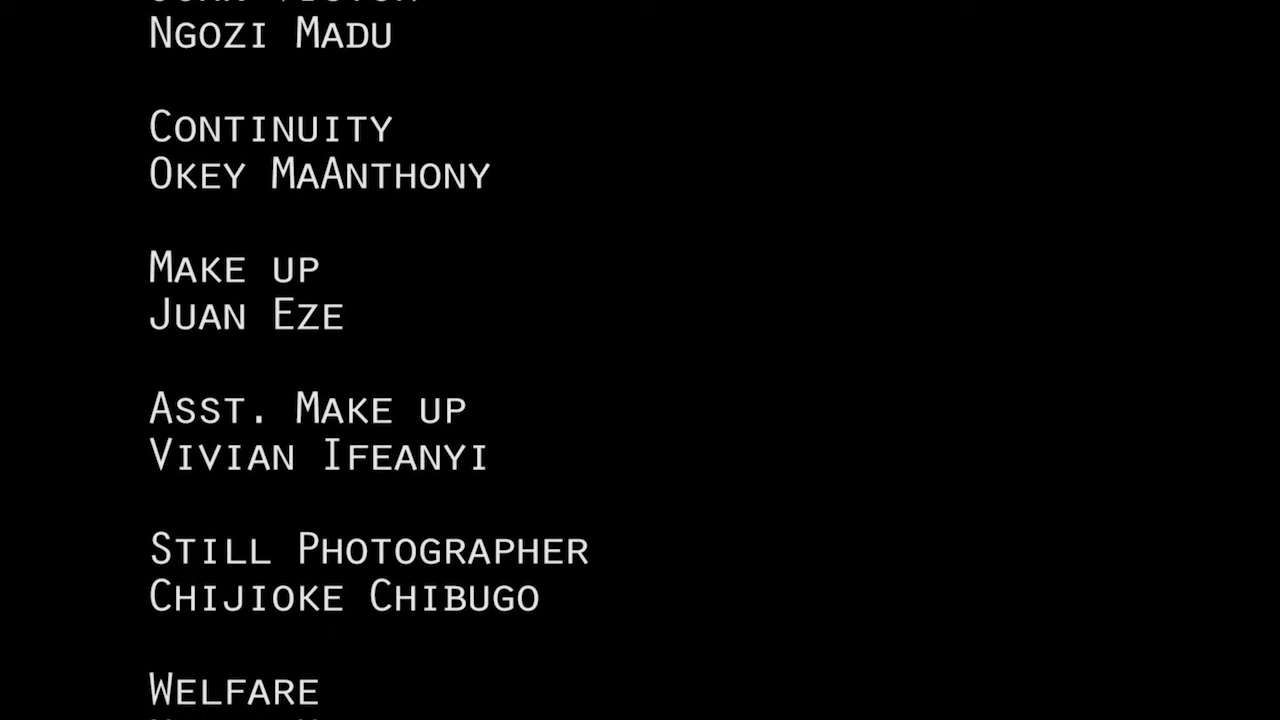 Ngozi Madu
Continuity
Okey MaAnthony
Make up
Juan Eze
Asst. Make up
Vivian Ifeanyi
Still Photographer
Chijioke Chibugo
Welfare